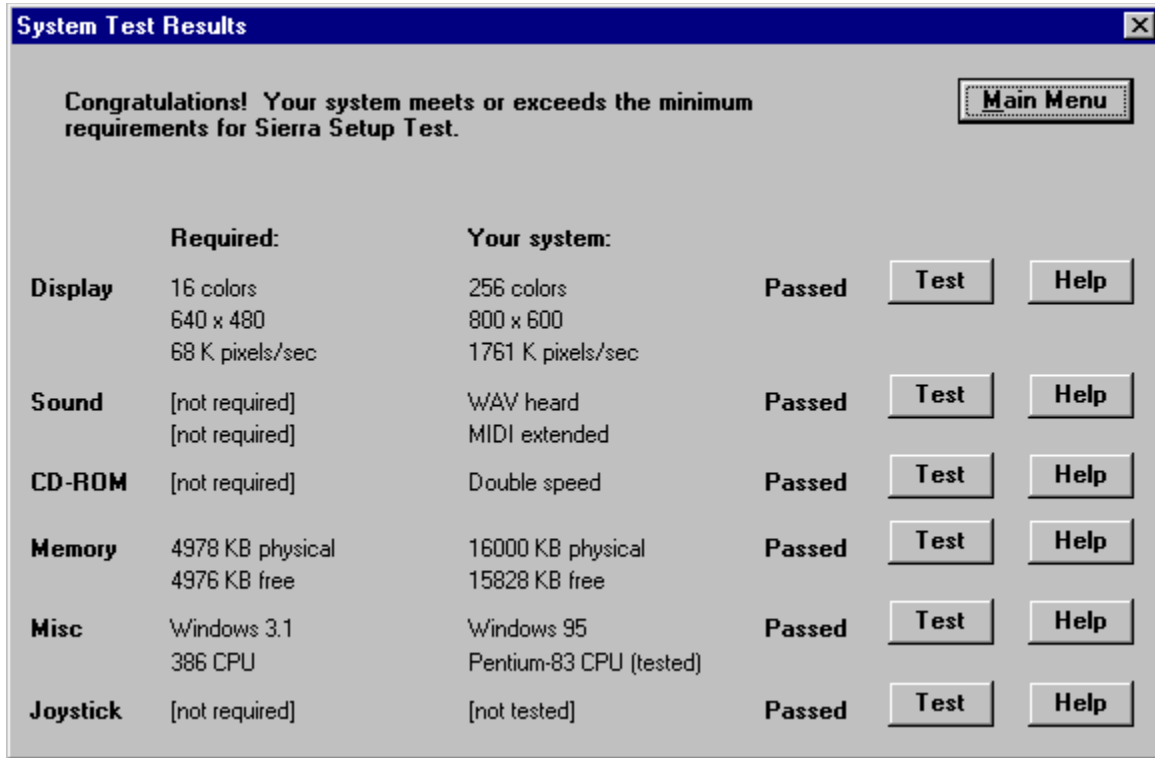 System Test Results
Congratulations!  Your system meets or exceeds the minimum
requirements for Sierra Setup Test.
Main Menu
Required: Your system:
Display 16 colors 256 colors Passed Test Help
640 x 480 800 x 600
68 K pixels/sec 1761 K pixels/sec
Sound [not required] WAV heard Passed Test Help
[not required] MIDI extended
CD-ROM [not required] Double speed Passed Test Help
Memory 4978 KB physical 16000 KB physical Passed Test Help
4976 KB free 15828 KB free
Misc Windows 3.1 Windows 95 Passed Test Help
386 CPU Pentium-83 CPU (tested)
Joystick [not required] [not tested] Passed Test Help